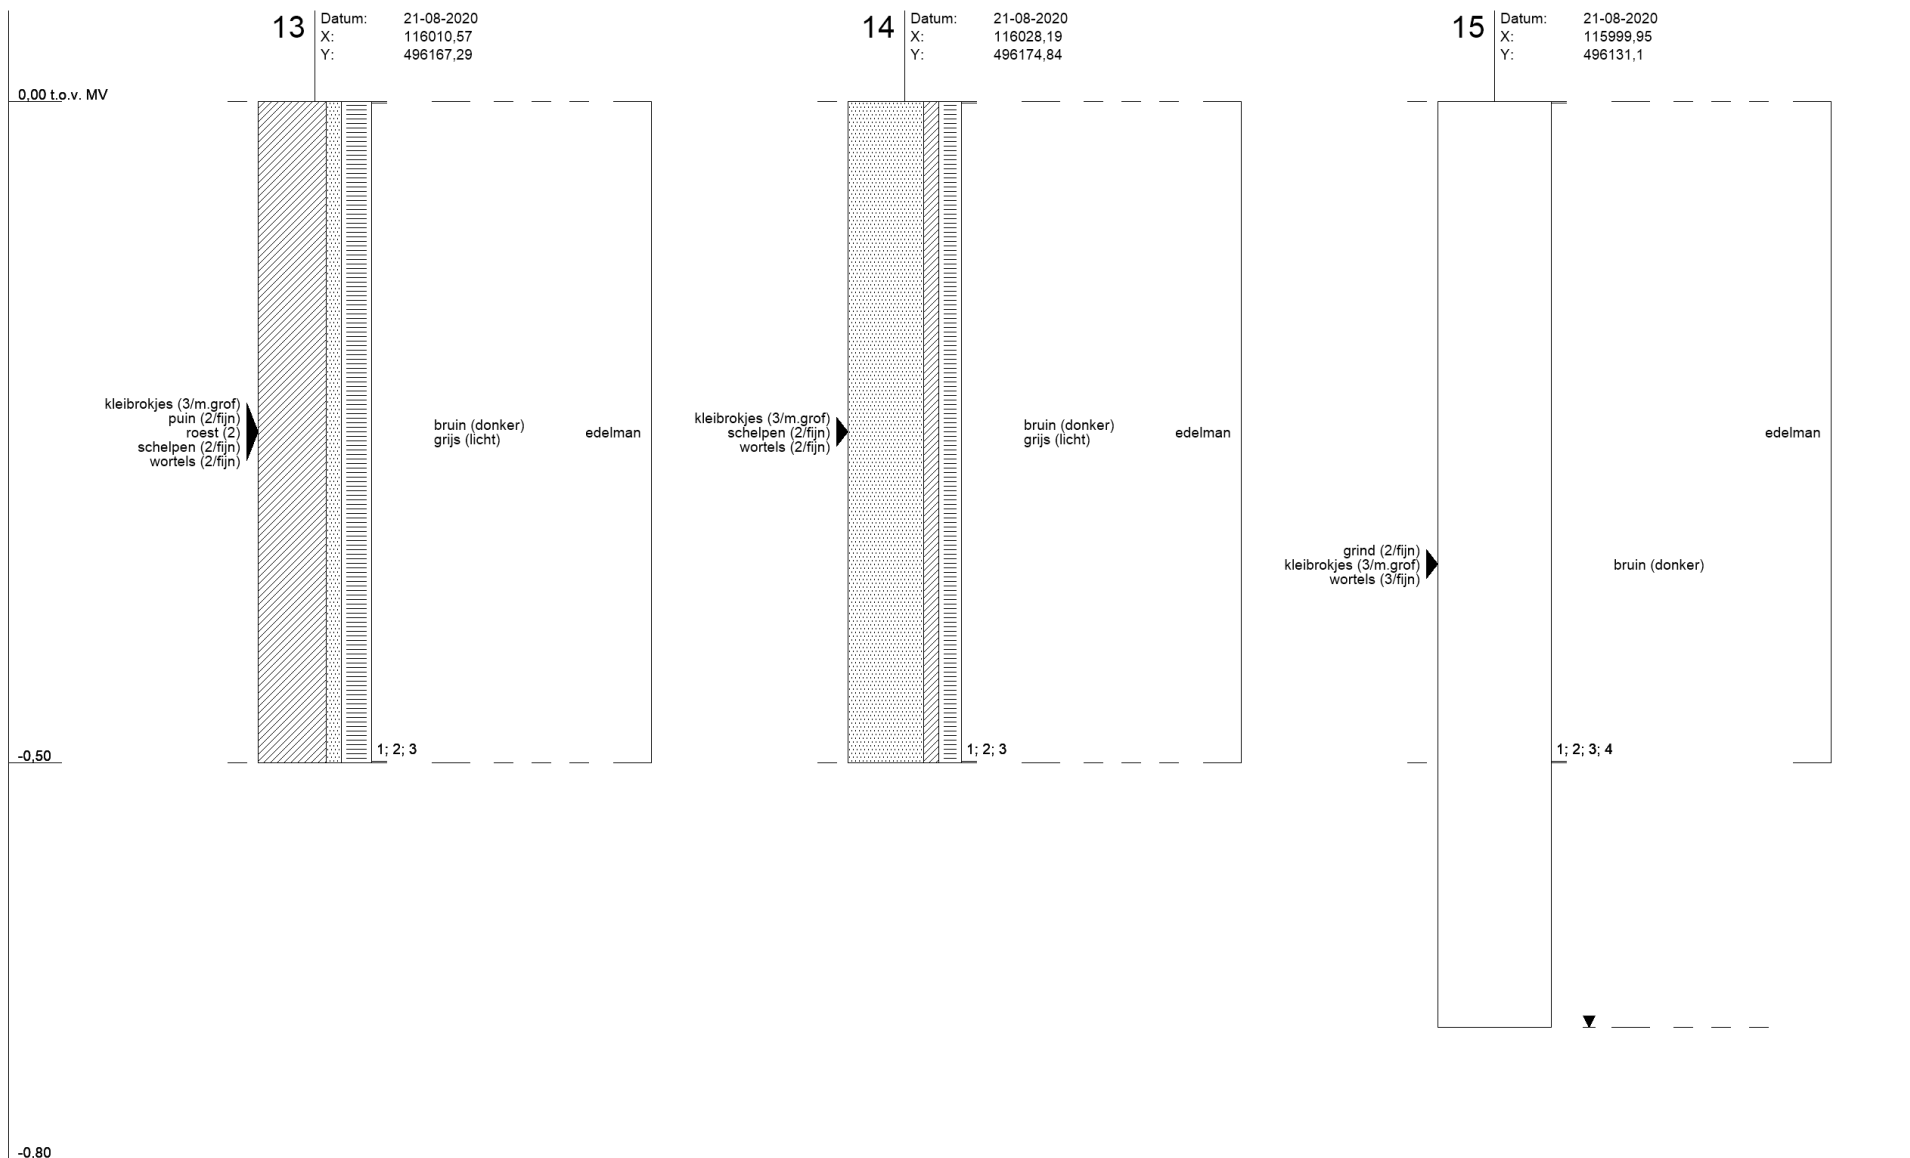 13
Datum: 21-08-2020
X: 116010,57
Y: 496167,29
14
Datum: 21-08-2020
X: 116028,19
Y: 496174,84
15
Datum: 21-08-2020
X: 115999,95
Y: 496131,1
0,00 t.o.v. MV
kleibrokjes (3/m.grof)
puin (2/fijn)
roest (2)
schelpen (2/fijn)
wortels (2/fijn)
bruin (donker)
grijs (licht)
edelman
1; 2; 3
kleibrokjes (3/m.grof)
schelpen (2/fijn)
wortels (2/fijn)
bruin (donker)
grijs (licht)
edelman
1; 2; 3
edelman
grind (2/fijn)
kleibrokjes (3/m.grof)
wortels (3/fijn)
bruin (donker)
1; 2; 3; 4
-0,50
-0,80